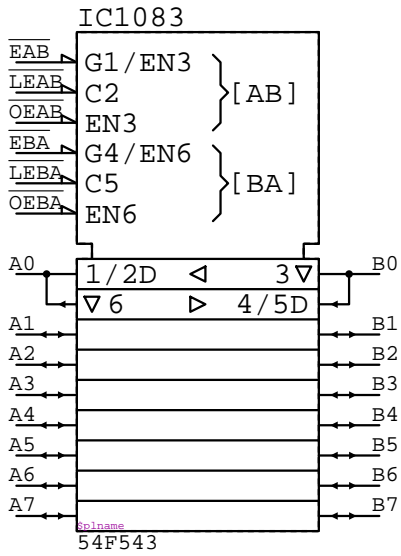 IC1083
EAB G1/EN3
LEAB C2 [AB]
OEAB EN3
EBA G4/EN6
LEBA C5 [BA]
OEBA EN6
A0 1/2D ◁ 3▽ B0
▽6 ▷ 4/5D
A1 B1
A2 B2
A3 B3
A4 B4
A5 B5
A6 B6
A7 B7
$plname
54F543